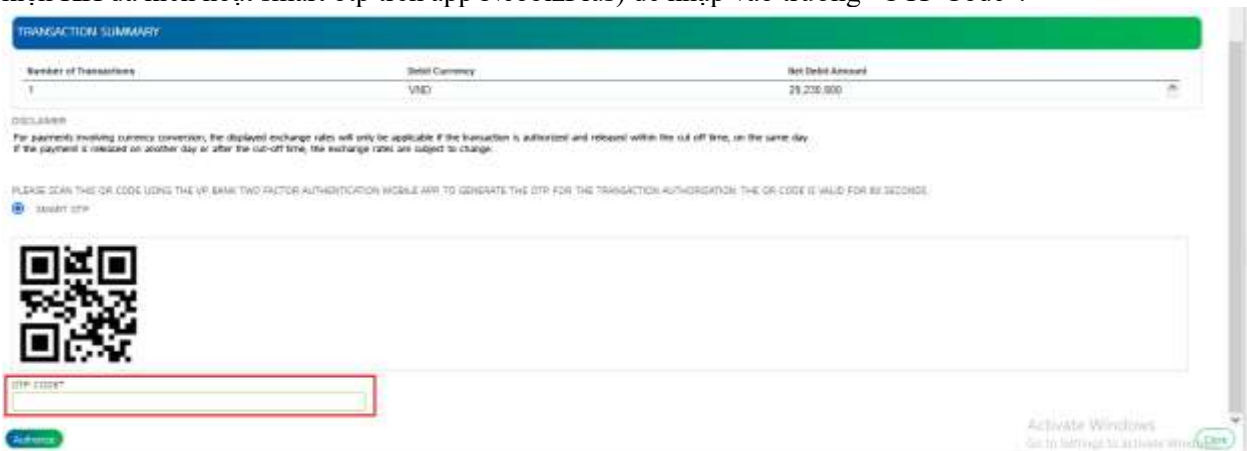 TRANSACTION SUMMARY
Number of Transactions Debit Currency Net Debit Amount
1 VND
DISCLAIMER
For payments involving currency conversion, the displayed exchange rates will only be applicable if the transaction is authorized and released within the cut off time, on the same day
If the payment is released on another day or after the cut-off time, the exchange rates are subject to change.
PLEASE SCAN THIS QR CODE USING THE VP BANK TWO FACTOR AUTHENTICATION MOBILE APP TO GENERATE THE OTP FOR THE TRANSACTION AUTHORISATION. THE QR CODE IS VALID FOR SECONDS.
SMART OTP
OTP CODE*
Activate Windows
Authorize Go to Settings to activate Windows Close